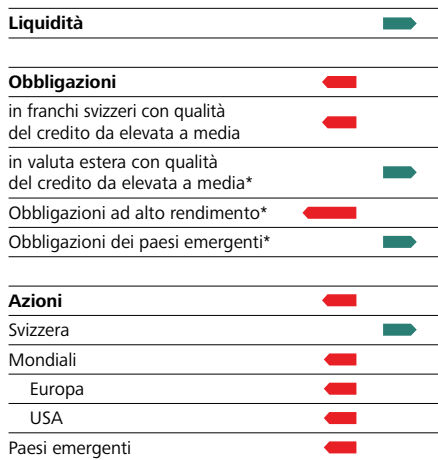 Liquidità
Obbligazioni
in franchi svizzeri con qualità
del credito da elevata a media
in valuta estera con qualità
del credito da elevata a media*
Obbligazioni ad alto rendimento*
Obbligazioni dei paesi emergenti*
Azioni
Svizzera
Mondiali
Europa
USA
Paesi emergenti